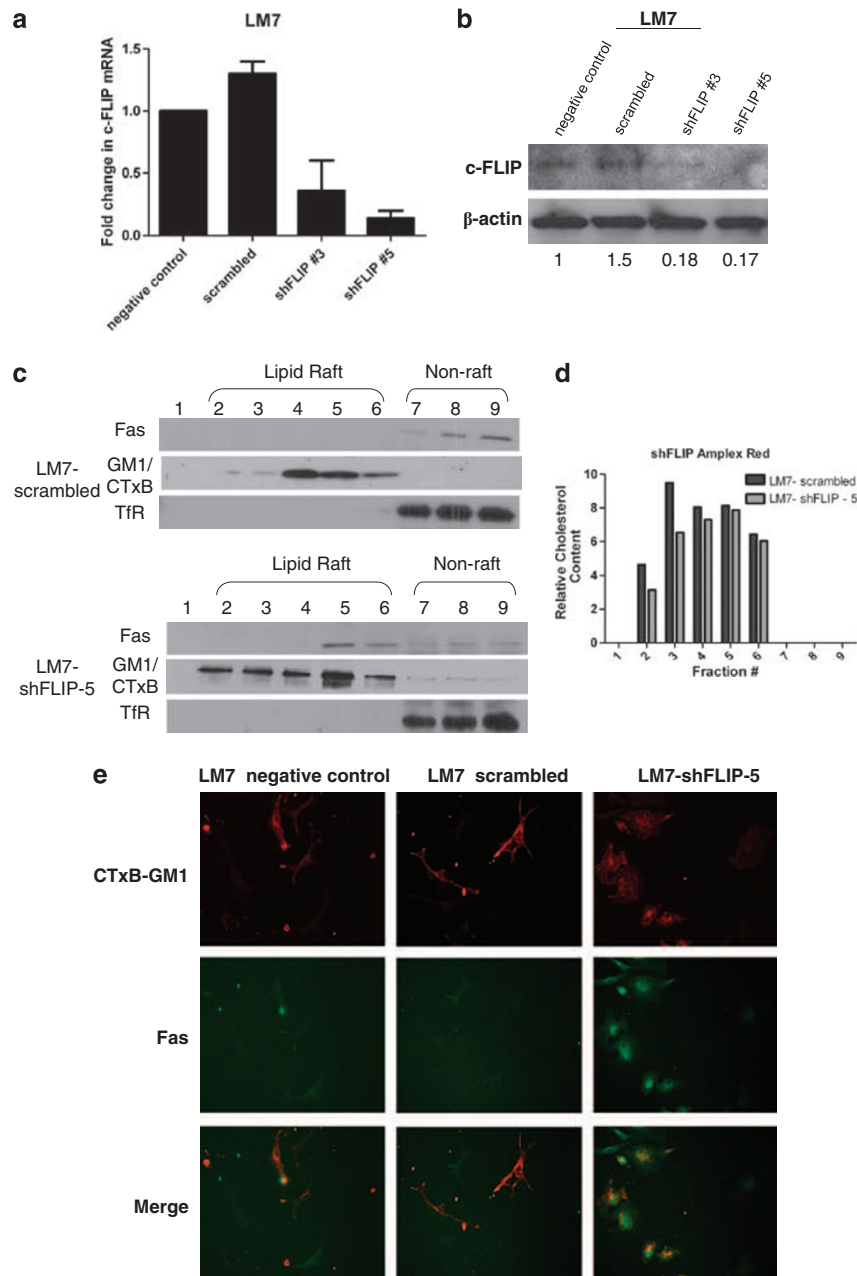 a
LM7
Fold change in c-FLIP mRNA
1.5
1.0
0.5
0.0
negative control
scrambled
shFLIP #3
shFLIP #5
b
LM7
negative control
scrambled
shFLIP #3
shFLIP #5
c-FLIP
β-actin
1 1.5 0.18 0.17
c
Lipid Raft Non-raft
1 2 3 4 5 6 7 8 9
Fas
LM7-
scrambled
GM1/
CTxB
TfR
Lipid Raft Non-raft
1 2 3 4 5 6 7 8 9
Fas
LM7-
shFLIP-5
GM1/
CTxB
TfR
d
shFLIP Amplex Red
LM7- scrambled
LM7- shFLIP - 5
Relative Cholesterol
Content
10
8
6
4
2
0
1 2 3 4 5 6 7 8 9
Fraction #
e
LM7 negative control LM7 scrambled LM7-shFLIP-5
CTxB-GM1
Fas
Merge